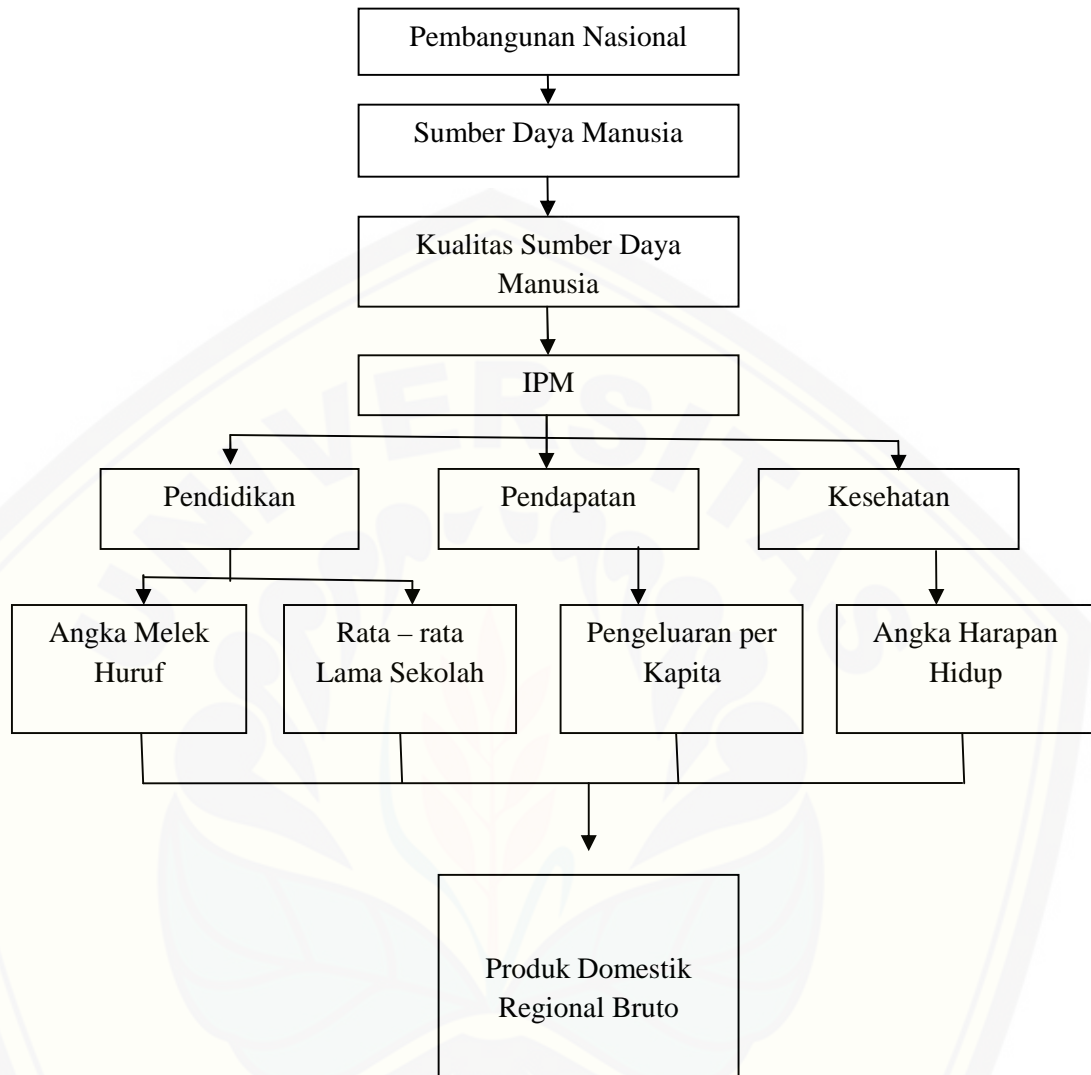 Pembangunan Nasional
Sumber Daya Manusia
Kualitas Sumber Daya
Manusia
IPM
Pendidikan
Pendapatan
Kesehatan
Angka Melek
Huruf
Rata – rata
Lama Sekolah
Pengeluaran per
Kapita
Angka Harapan
Hidup
Produk Domestik
Regional Bruto
UNIVERSITAS